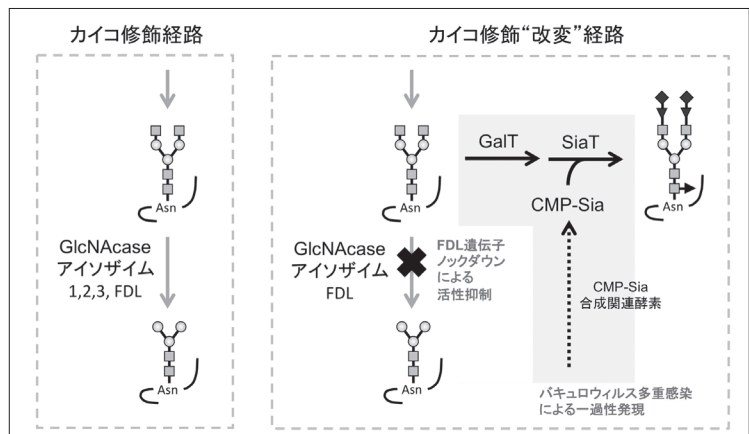 カイコ修飾経路
Asn
GlcNAcase
アイソザイム
1,2,3, FDL
Asn
カイコ修飾“改変”経路
Asn
GalT
SiaT
Asn
CMP-Sia
GlcNAcase
アイソザイム
FDL
FDL遺伝子
ノックダウン
による
活性抑制
CMP-Sia
合成関連酵素
Asn
バキュロウィルス多重感染
による一過性発現